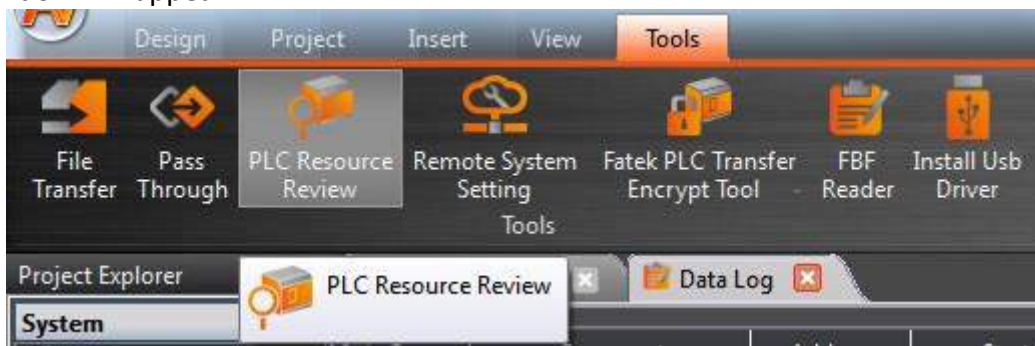 Design Project Insert View Tools
File Transfer
Pass Through
PLC Resource Review
Remote System Setting
Fatek PLC Transfer Encrypt Tool
FBF Reader
Install Usb Driver
Tools
Project Explorer
PLC Resource Review
Data Log
System